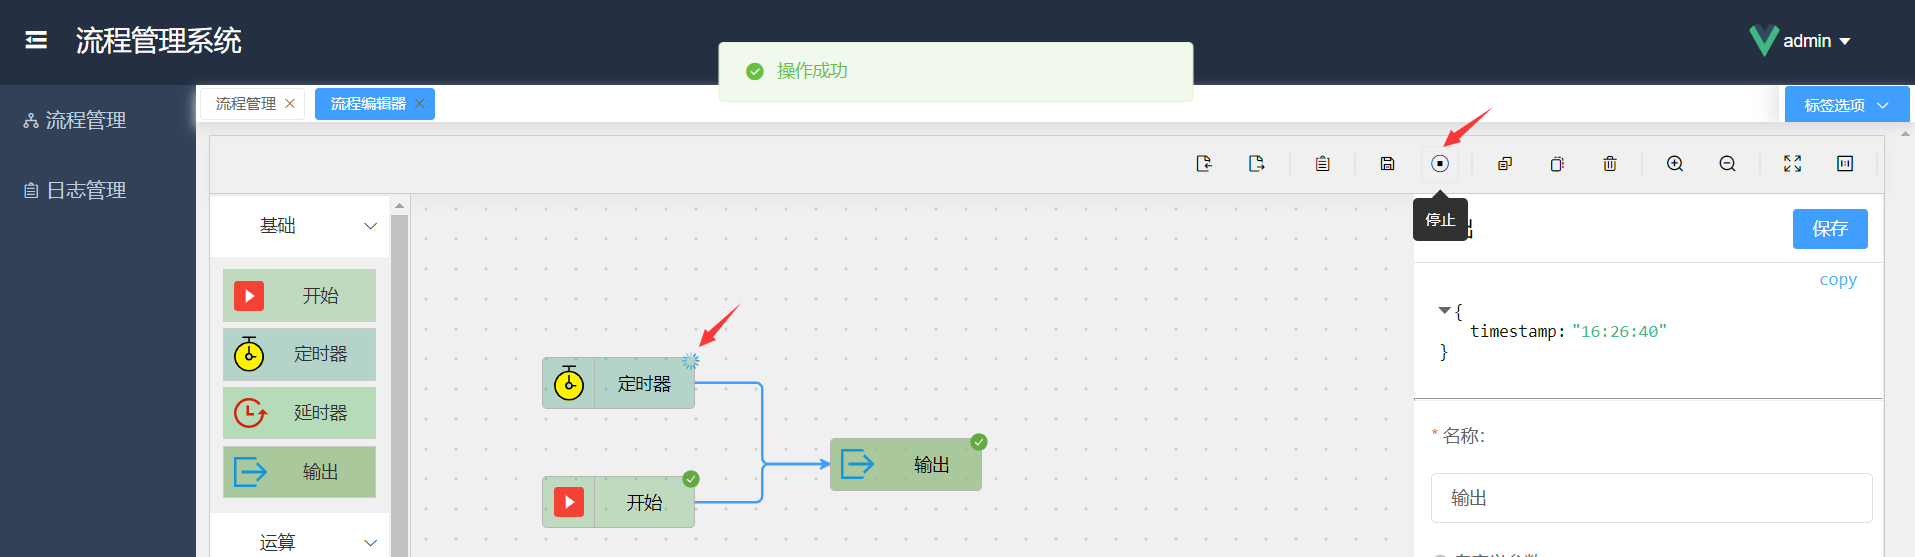 流程管理系统
操作成功
admin
流程管理
日志管理
流程管理
流程编辑器
标签选项
停止
基础
开始
定时器
延时器
输出
运算
定时器
开始
输出
保存
copy
{
timestamp: "16:26:40"
}
* 名称:
输出